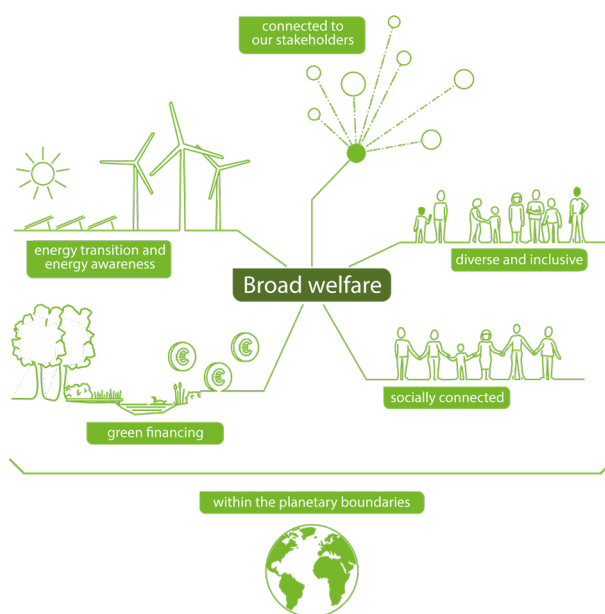 connected to
our stakeholders
energy transition and
energy awareness
diverse and inclusive
Broad welfare
€
€
€
green financing
socially connected
within the planetary boundaries